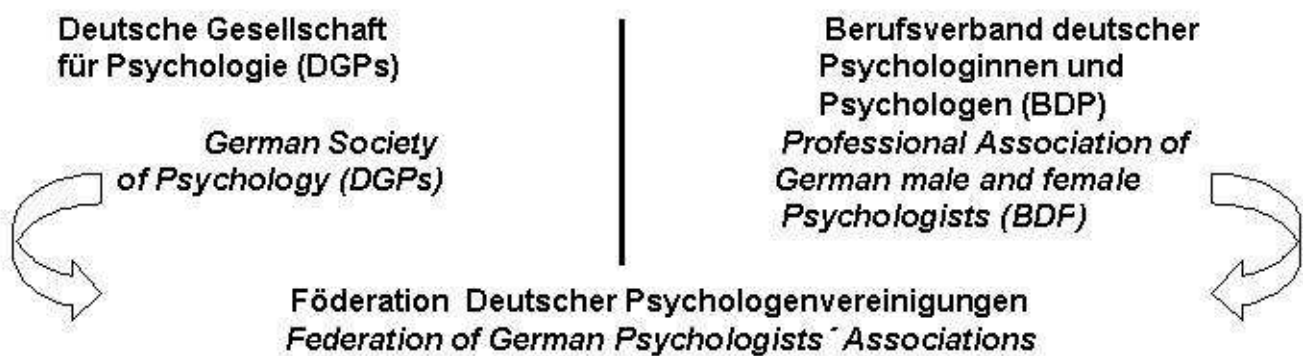 Deutsche Gesellschaft
für Psychologie (DGPs)
German Society
of Psychology (DGPs)
Berufsverband deutscher
Psychologinnen und
Psychologen (BDP)
Professional Association of
German male and female
Psychologists (BDF)
Föderation Deutscher Psychologenvereinigungen
Federation of German Psychologists´ Associations